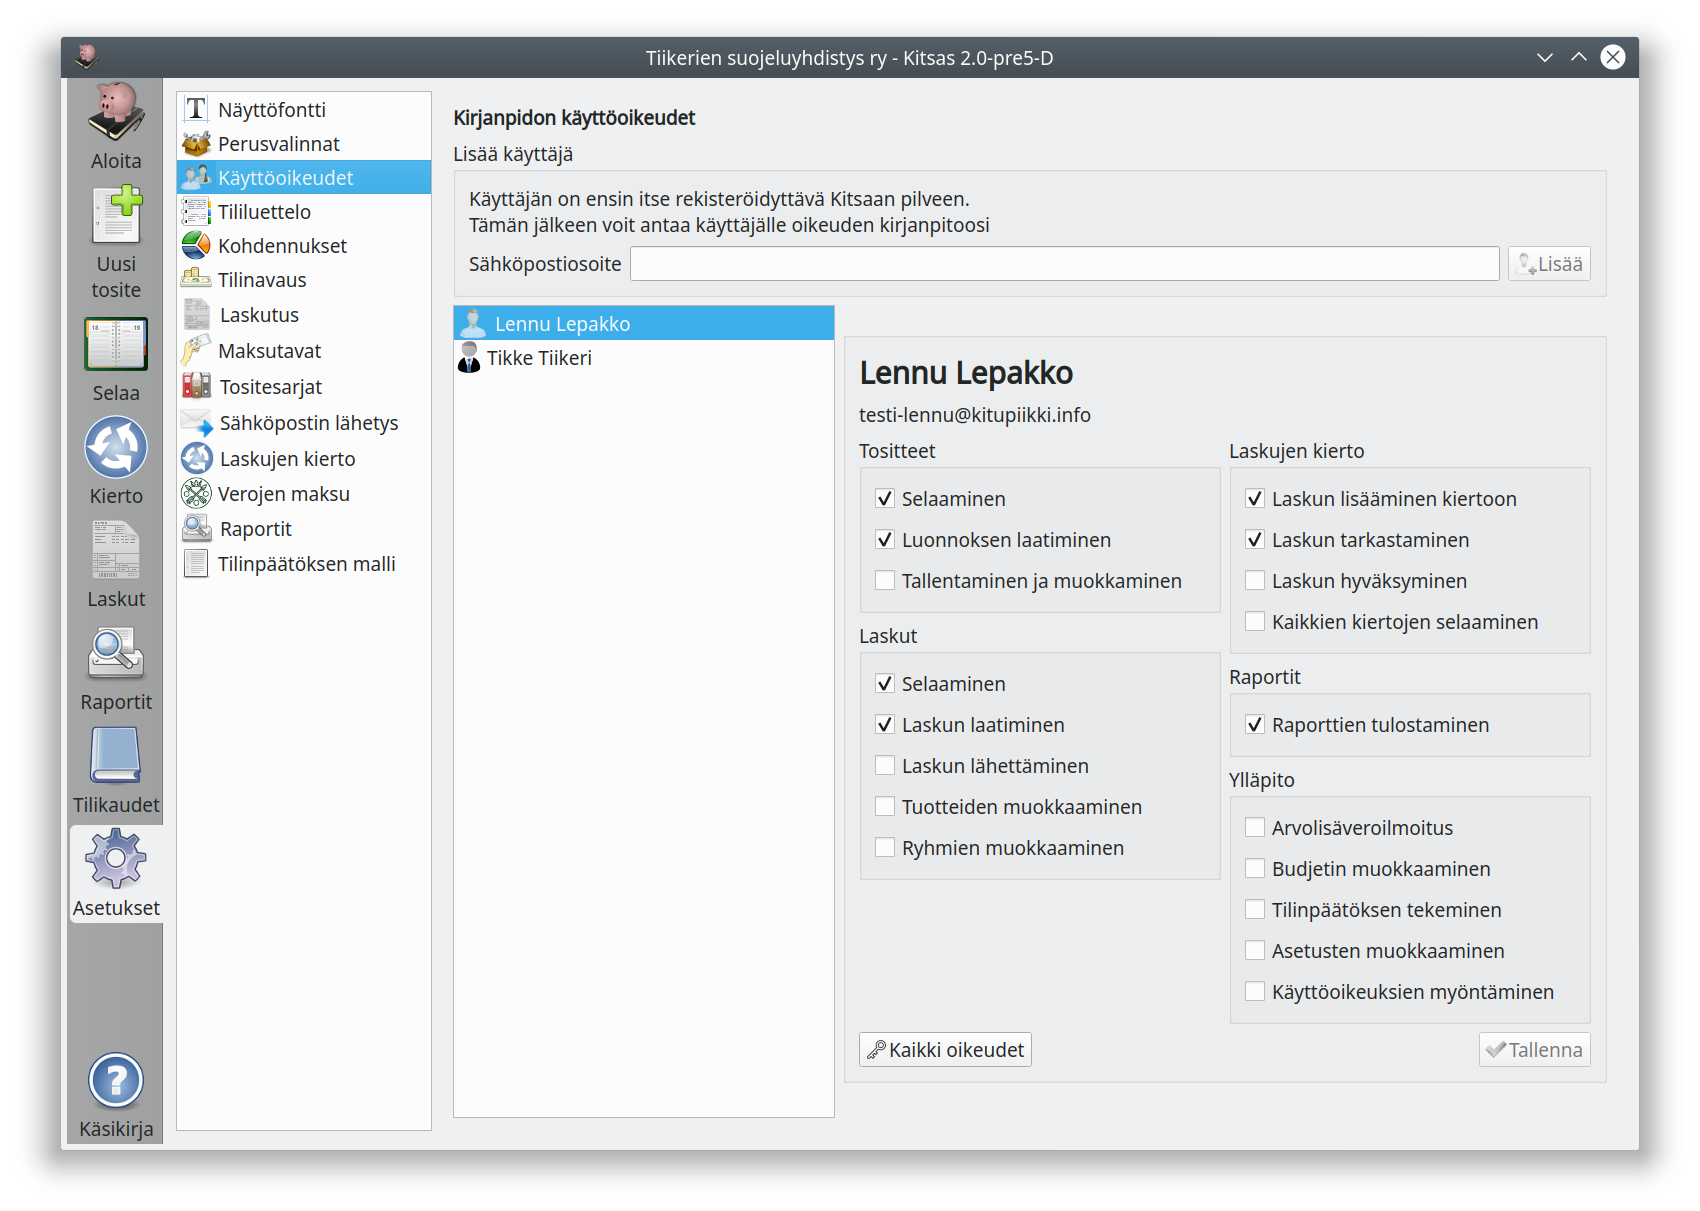 Tiikerien suojeluyhdistys ry - Kitsas 2.0-pre5-D
Aloita
Uusi
tosite
Selaa
Kierto
Laskut
Raportit
Tilikaudet
Asetukset
Käsikirja
Näyttöfontti
Perusvalinnat
Käyttöoikeudet
Tililuettelo
Kohdennukset
Tilinavaus
Laskutus
Maksutavat
Tositesarjat
Sähköpostin lähetys
Laskujen kierto
Verojen maksu
Raportit
Tilinpäätöksen malli
Kirjanpidon käyttöoikeudet
Lisää käyttäjä
Käyttäjän on ensin itse rekisteröidyttävä Kitsaan pilveen.
Tämän jälkeen voit antaa käyttäjälle oikeuden kirjanpitoosi
Sähköpostiosoite
Lisää
Lennu Lepakko
Tikke Tiikeri
Lennu Lepakko
testi-lennu@kitupiikki.info
Tositteet
Selaaminen
Luonnoksen laatiminen
Tallentaminen ja muokkaminen
Laskut
Selaaminen
Laskun laatiminen
Laskun lähettäminen
Tuotteiden muokkaaminen
Ryhmien muokkaaminen
Laskujen kierto
Laskun lisääminen kiertoon
Laskun tarkastaminen
Laskun hyväksyminen
Kaikkien kiertojen selaaminen
Raportit
Raporttien tulostaminen
Ylläpito
Arvolisäveroilmoitus
Budjetin muokkaaminen
Tilinpäätöksen tekeminen
Asetusten muokkaaminen
Käyttöoikeuksien myöntäminen
Kaikki oikeudet
Tallenna